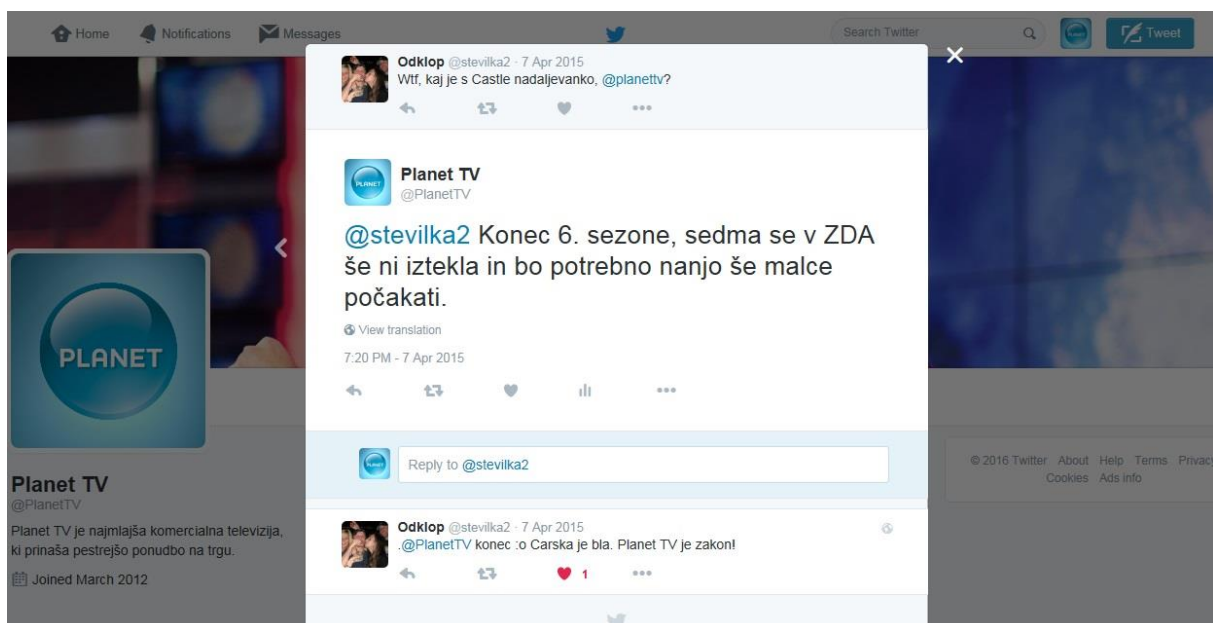 Home Notifications Messages Search Twitter Tweet
Odklop @stevilka2 · 7 Apr 2015
Wtf, kaj je s Castle nadaljevanko, @planettv?
PLANET
Planet TV
@PlanetTV
@stevilka2 Konec 6. sezone, sedma se v ZDA
še ni iztekla in bo potrebno nanjo še malce
počakati.
View translation
7:20 PM - 7 Apr 2015
Reply to @stevilka2
Odklop @stevilka2 · 7 Apr 2015
.@PlanetTV konec :o Carska je bla. Planet TV je zakon!
1
PLANET
Planet TV
@PlanetTV
Planet TV je najmlajša komercialna televizija,
ki prinaša pestrejšo ponudbo na trgu.
Joined March 2012
© 2016 Twitter About Help Terms Privacy
Cookies Ads info